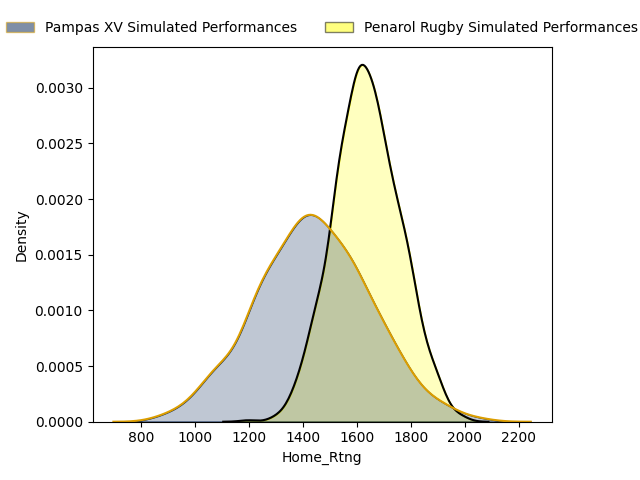 Pampas XV Simulated Performances
Penarol Rugby Simulated Performances
0.0030
0.0025
0.0020
0.0015
0.0010
0.0005
0.0000
Density
800 1000 1200 1400 1600 1800 2000 2200
Home_Rtng